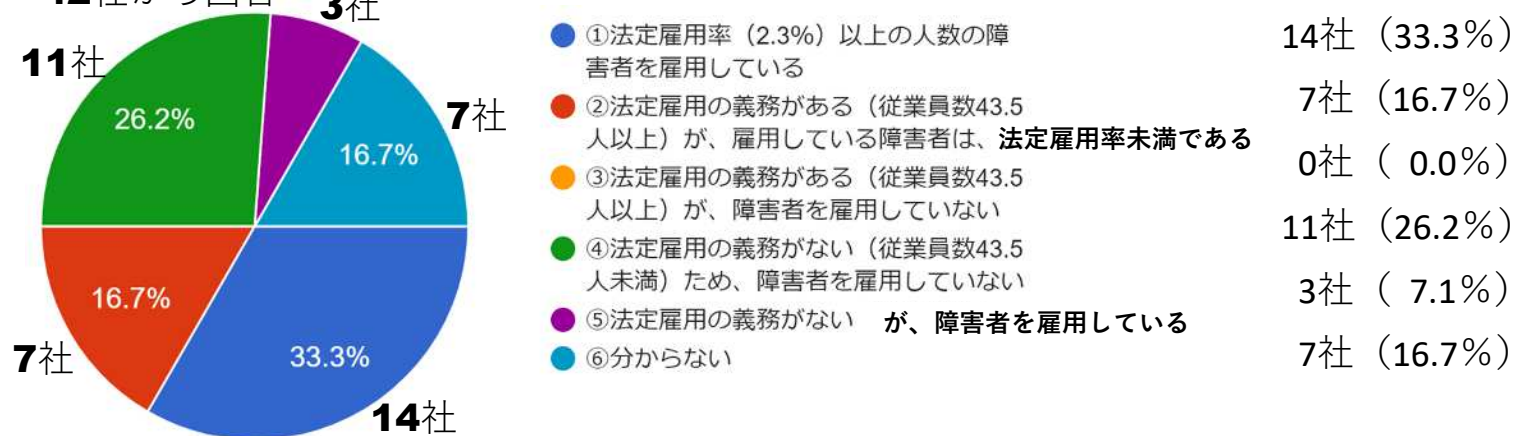 3社
11社
26.2%
7社
16.7%
16.7%
7社
33.3%
14社
①法定雇用率（2.3%）以上の人数の障
害者を雇用している
②法定雇用の義務がある（従業員数43.5
人以上）が、雇用している障害者は、法定雇用率未満である
③法定雇用の義務がある（従業員数43.5
人以上）が、障害者を雇用していない
④法定雇用の義務がない（従業員数43.5
人未満）ため、障害者を雇用していない
⑤法定雇用の義務がない　が、障害者を雇用している
⑥分からない
14社（33.3％）
7社（16.7％）
0社（ 0.0％）
11社（26.2％）
3社（ 7.1％）
7社（16.7％）